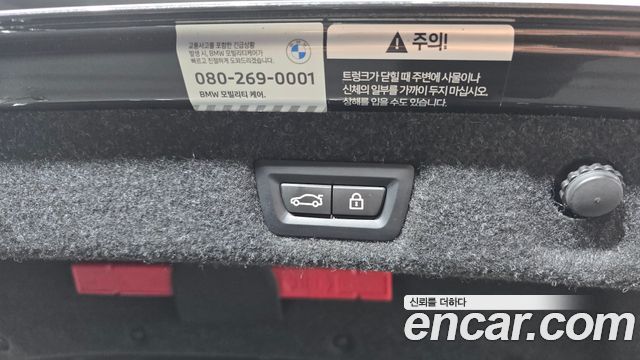 교통사고를 포함한 긴급상황
발생 시, BMW 모빌리티케어가
빠르고 친절하게 도와드리겠습니다.
080-269-0001
BMW 모빌리티 케어.
주의!
트렁크가 닫힐 때 주변에 사물이나
신체의 일부를 가까이 두지 마십시오.
상해를 입을 수도 있습니다.
신뢰를 더하다
encar.com